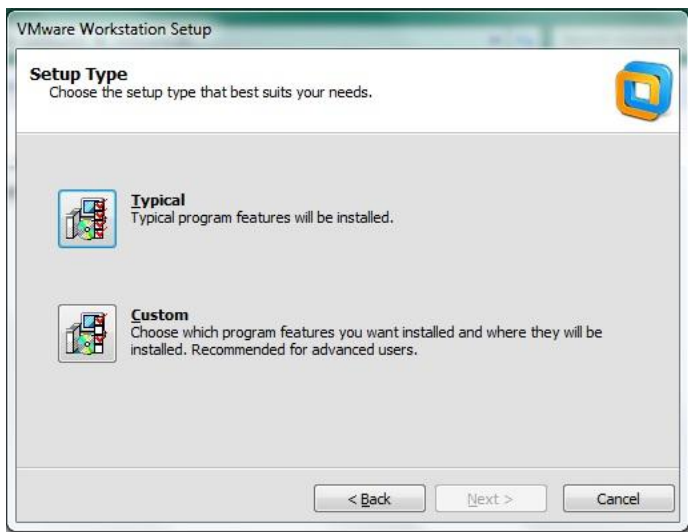 VMware Workstation Setup
Setup Type
Choose the setup type that best suits your needs.
Typical
Typical program features will be installed.
Custom
Choose which program features you want installed and where they will be
installed. Recommended for advanced users.
< Back
Next >
Cancel